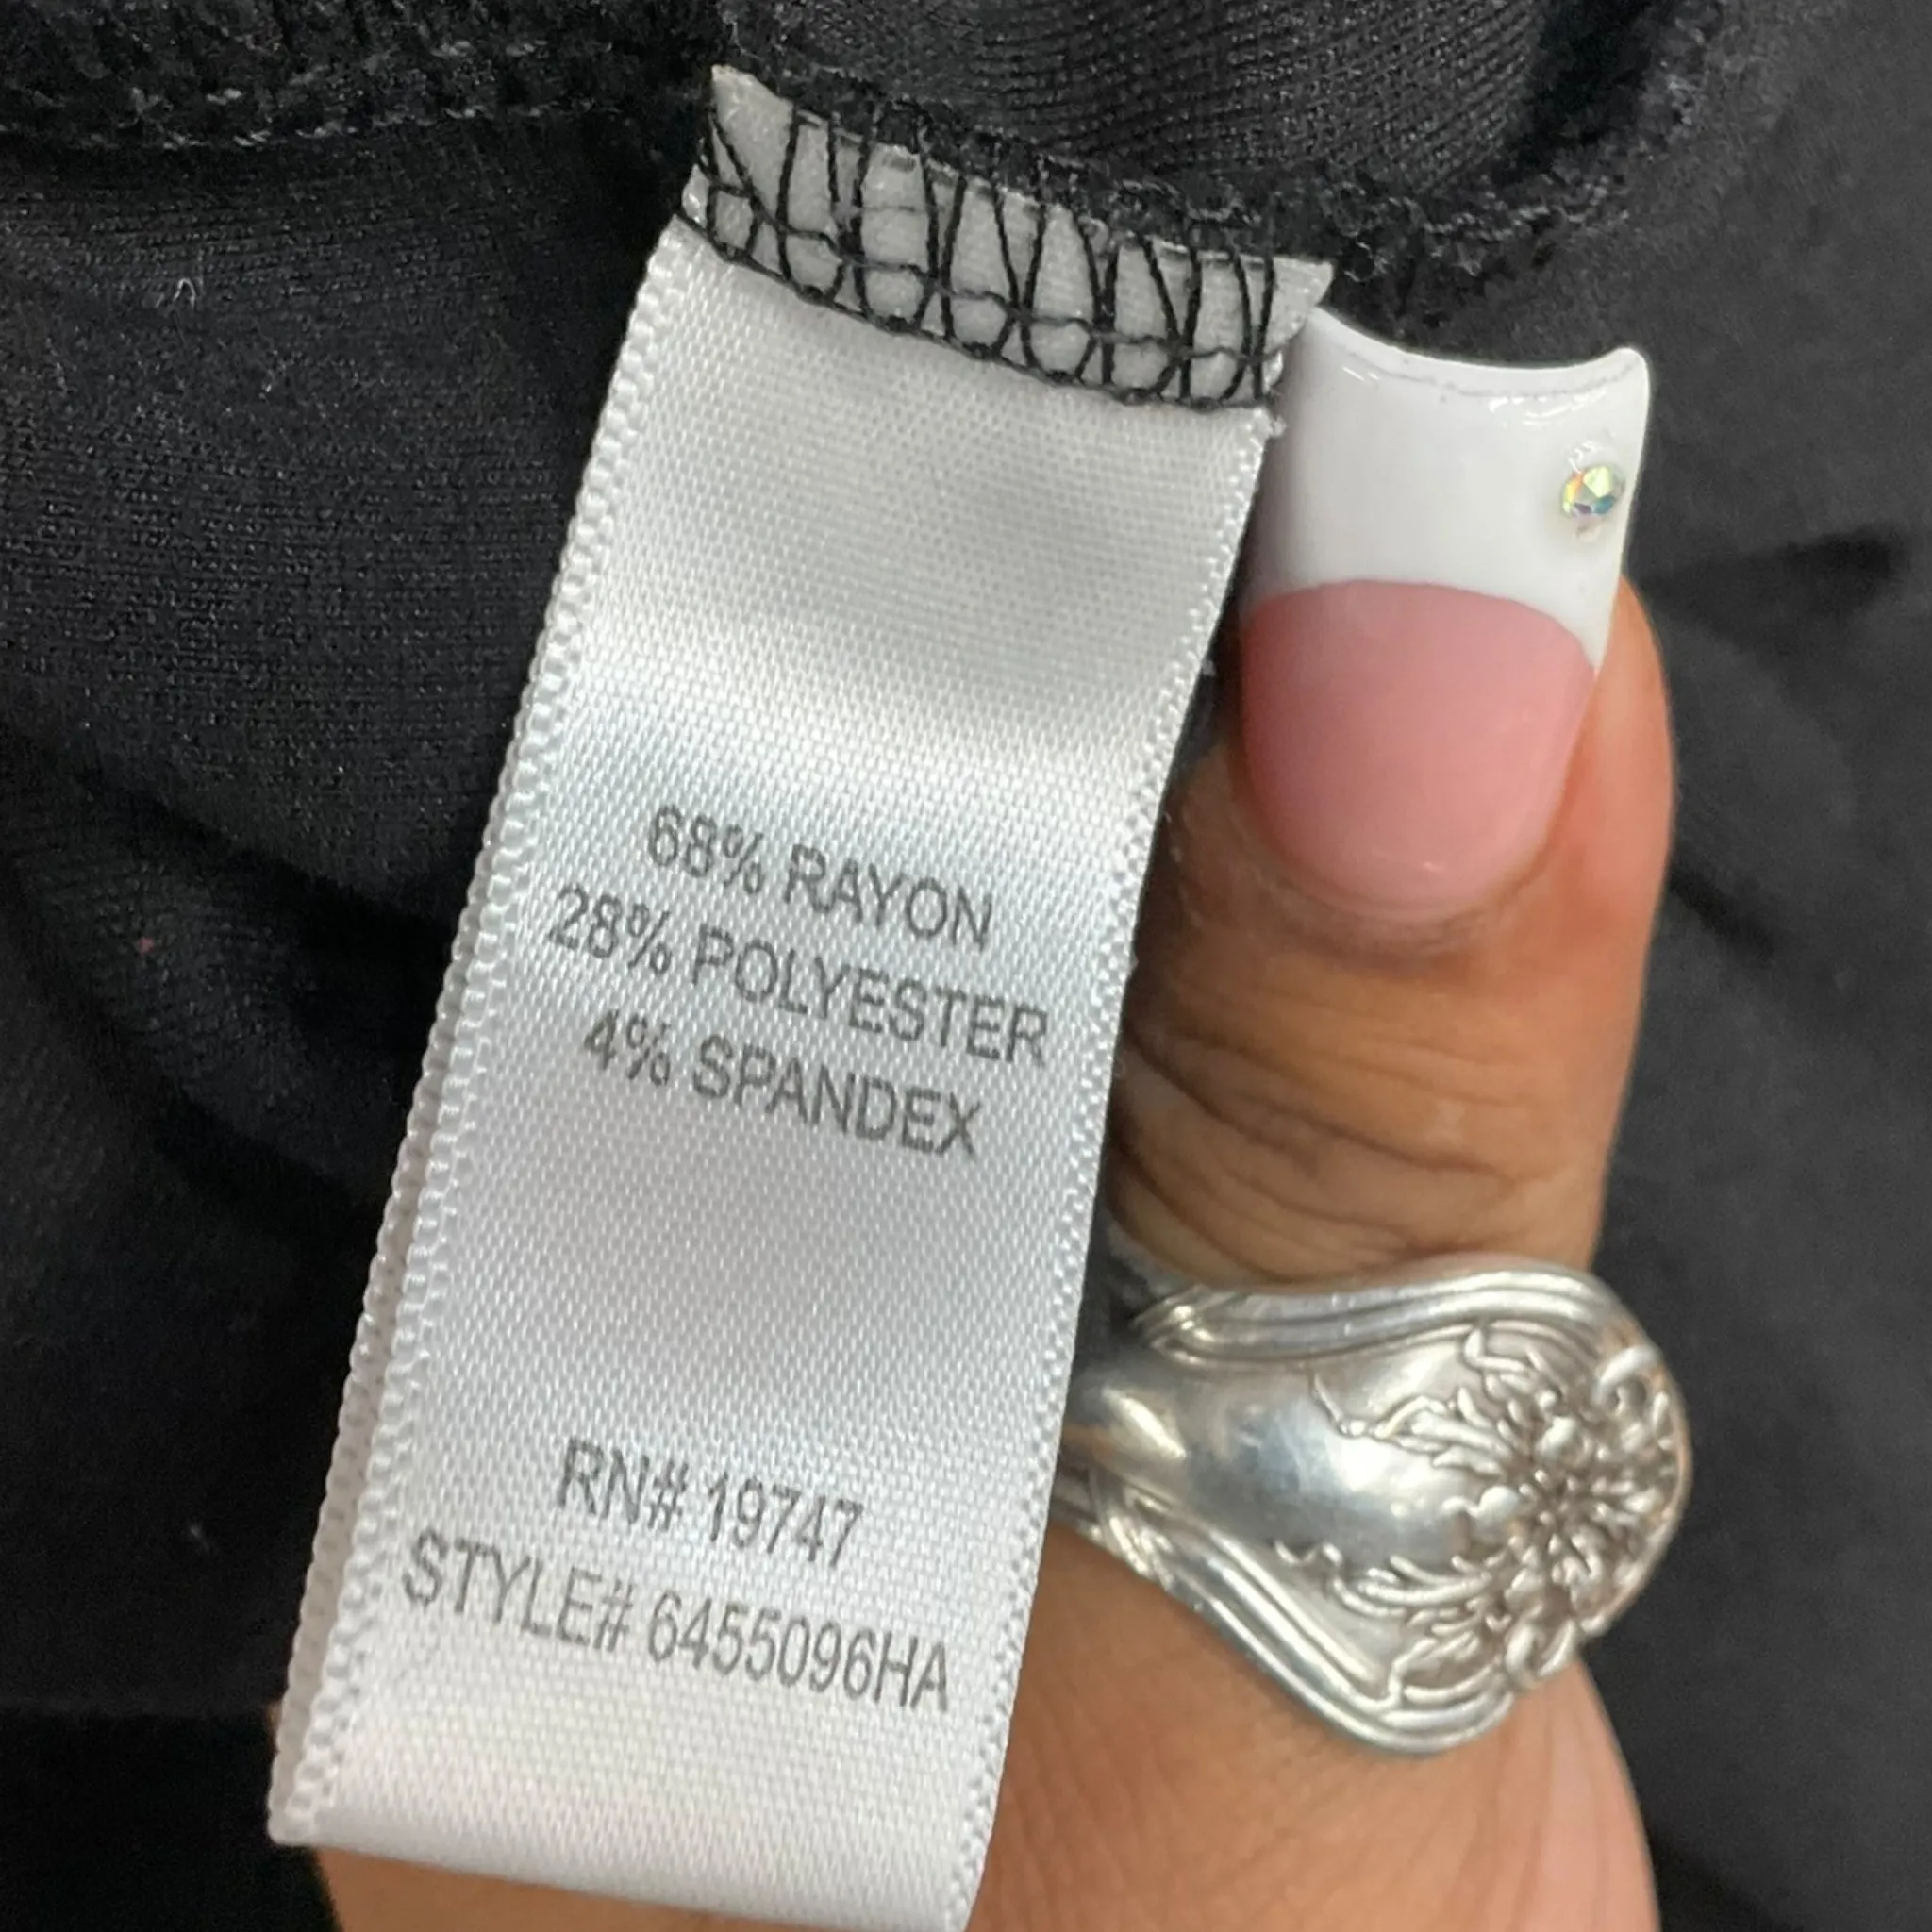 68% RAYON
28% POLYESTER
4% SPANDEX
RN# 19747
STYLE# 6455096HA